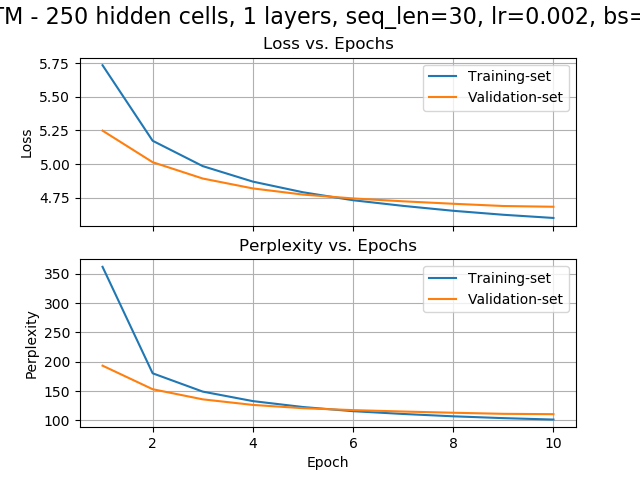 TM - 250 hidden cells, 1 layers, seq_len=30, lr=0.002, bs=
Loss vs. Epochs
5.75
5.50
5.25
5.00
4.75
Loss
Training-set
Validation-set
Perplexity vs. Epochs
350
300
250
200
150
100
Perplexity
Training-set
Validation-set
2 4 6 8 10
Epoch